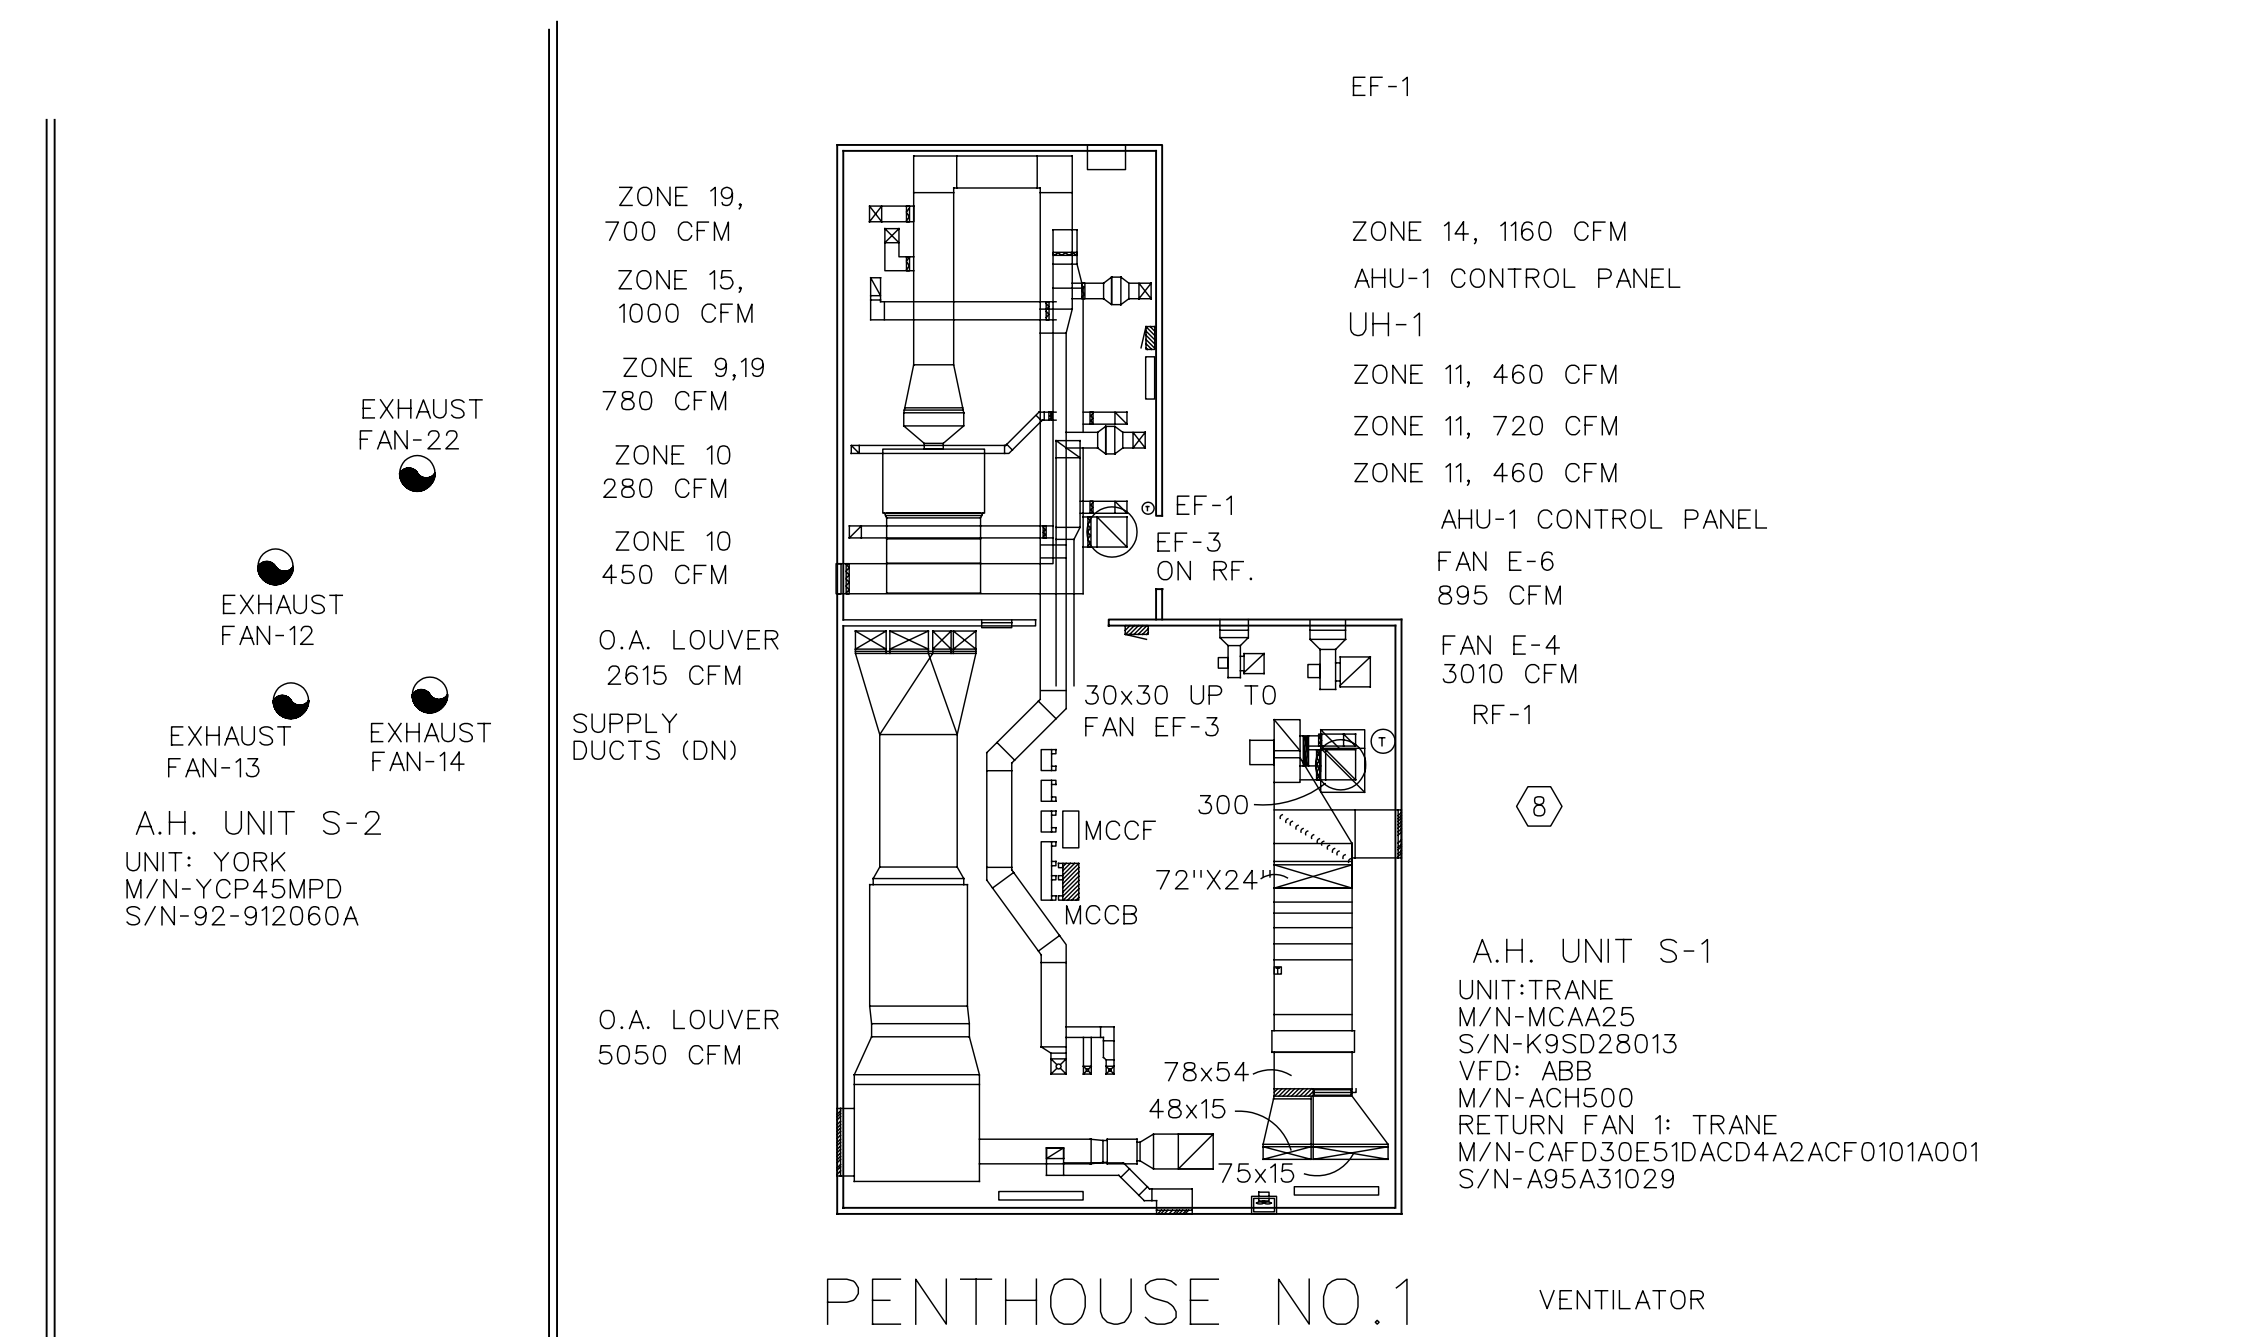 EF-1
ZONE 19,
700 CFM
ZONE 15,
1000 CFM
ZONE 9,19
780 CFM
ZONE 10
280 CFM
ZONE 10
450 CFM
O.A. LOUVER
2615 CFM
SUPPLY
DUCTS (DN)
O.A. LOUVER
5050 CFM
EXHAUST
FAN-22
EXHAUST
FAN-12
EXHAUST
FAN-13
EXHAUST
FAN-14
A.H. UNIT S-2
UNIT: YORK
M/N-YCP45MPD
S/N-92-912060A
T
EF-1
EF-3
ON RF.
30x30 UP TO
FAN EF-3
T
300
MCCF
72"X24"
MCCB
T
78x54
48x15
75x15
ZONE 14, 1160 CFM
AHU-1 CONTROL PANEL
UH-1
ZONE 11, 460 CFM
ZONE 11, 720 CFM
ZONE 11, 460 CFM
AHU-1 CONTROL PANEL
FAN E-6
895 CFM
FAN E-4
3010 CFM
RF-1
8
A.H. UNIT S-1
UNIT:TRANE
M/N-MCAA25
S/N-K9SD28013
VFD: ABB
M/N-ACH500
RETURN FAN 1: TRANE
M/N-CAFD30E51DACD4A2ACF0101A001
S/N-A95A31029
PENTHOUSE NO.1
VENTILATOR